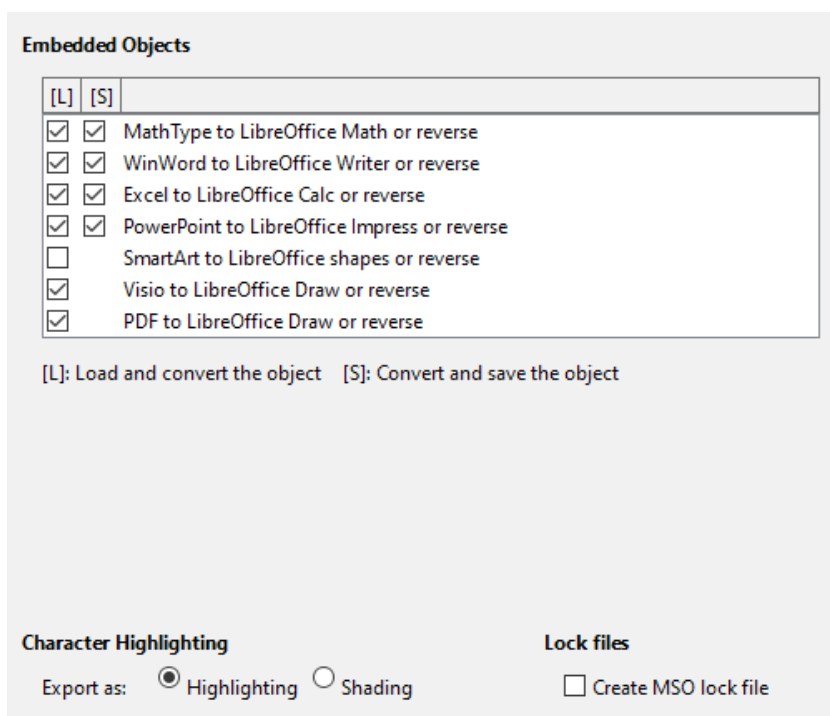 Embedded Objects
[L] [S]
MathType to LibreOffice Math or reverse
WinWord to LibreOffice Writer or reverse
Excel to LibreOffice Calc or reverse
PowerPoint to LibreOffice Impress or reverse
SmartArt to LibreOffice shapes or reverse
Visio to LibreOffice Draw or reverse
PDF to LibreOffice Draw or reverse
[L]: Load and convert the object [S]: Convert and save the object
Character Highlighting Lock files
Export as: Highlighting Shading Create MSO lock file